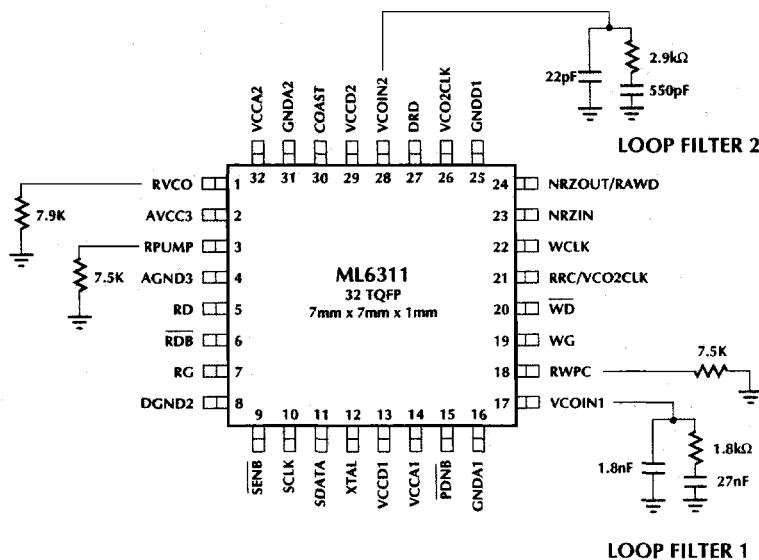 22pF
2.9kΩ
550pF
LOOP FILTER 2
VCCA2
GNDA2
COAST
VCCD2
VCOIN2
DRD
VCO2CLK
GNDD1
32 31 30 29 28 27 26 25
RVCO 1
7.9K
AVCC3 2
RPUMP 3
7.5K
AGND3 4
RD 5
RDB 6
RG 7
DGND2 8
ML6311
32 TQFP
7mm x 7mm x 1mm
24 NRZOUT/RAWD
23 NRZIN
22 WCLK
21 RRC/VCO2CLK
20 WD
19 WG
18 RWPC
7.5K
17 VCOIN1
9 10 11 12 13 14 15 16
SENB
SCLK
SDATA
XTAL
VCCD1
VCCA1
PDNB
GNDA1
1.8nF
1.8kΩ
27nF
LOOP FILTER 1